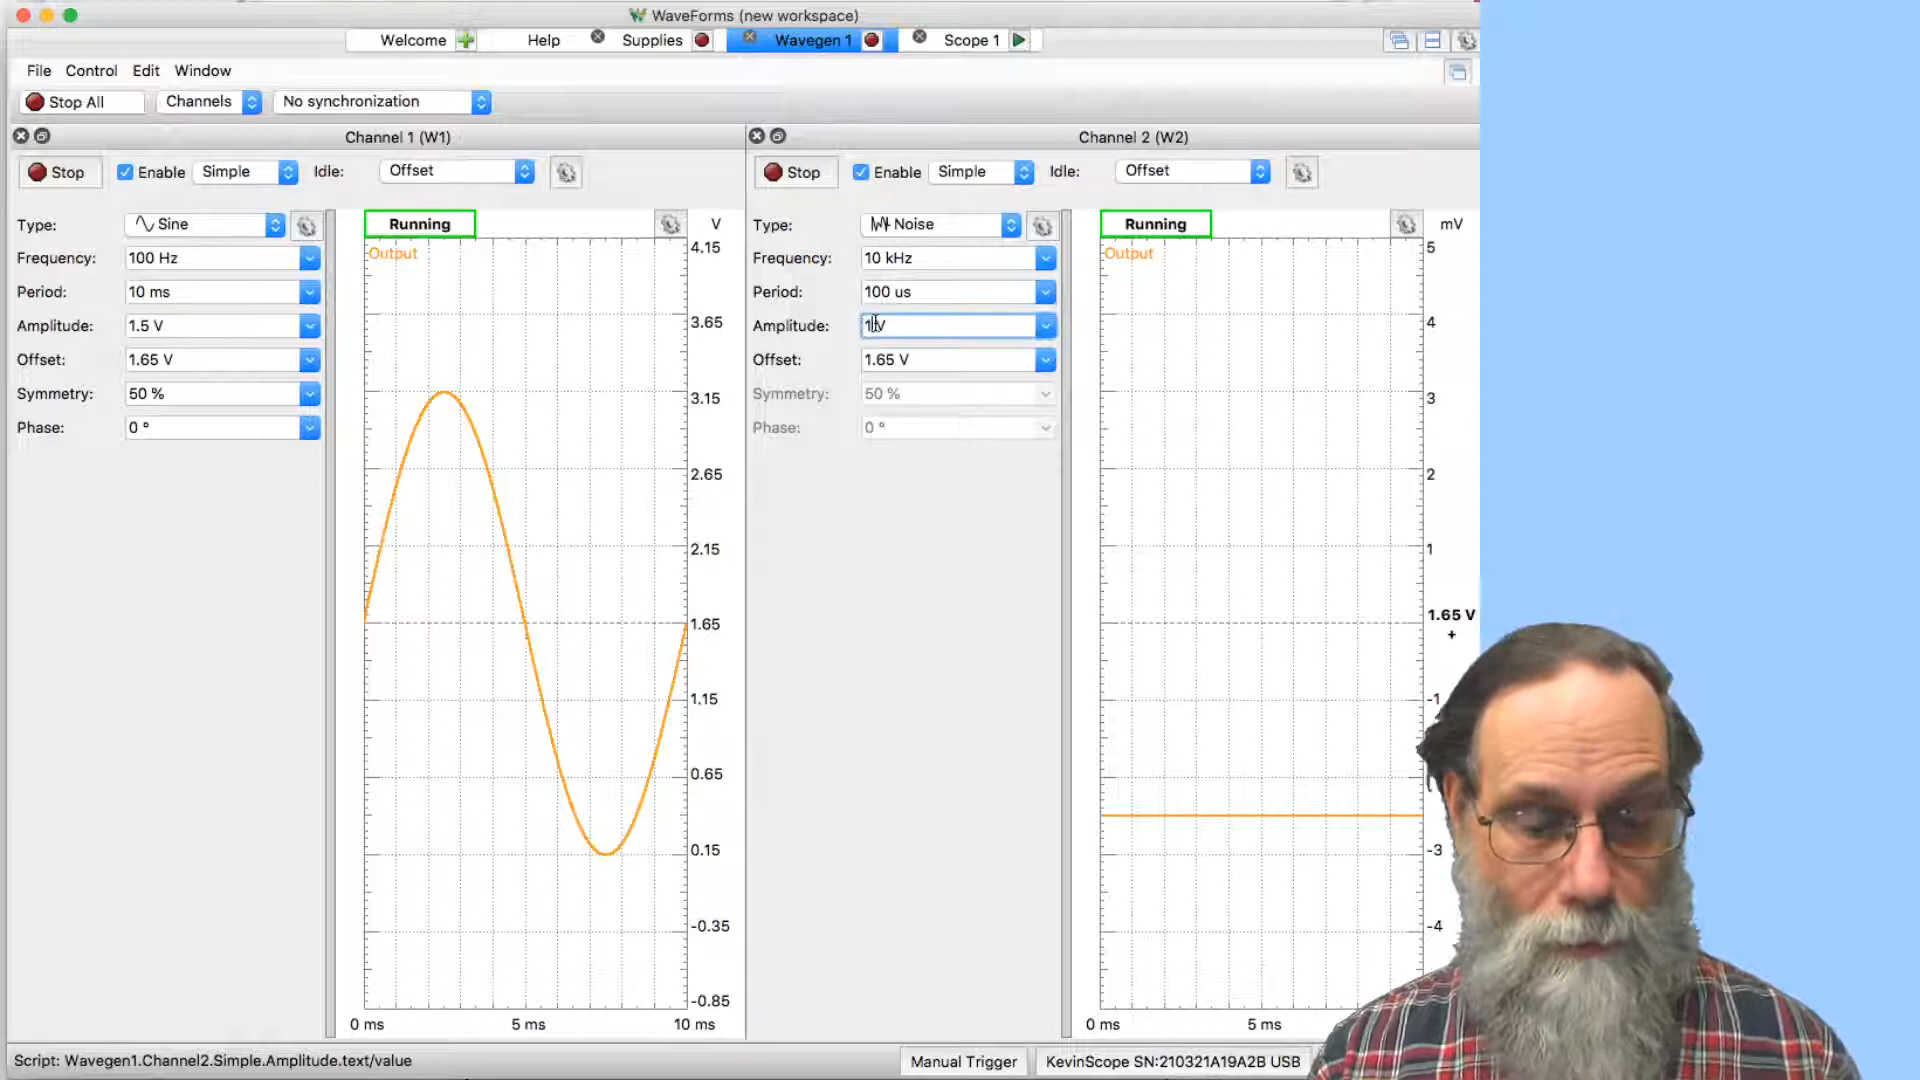 WaveForms (new workspace)
Welcome Help Supplies Wavegen 1 Scope 1
File Control Edit Window
Stop All Channels No synchronization
Channel 1 (W1)
Stop Enable Simple Idle: Offset
Type: Sine
Frequency: 100 Hz
Period: 10 ms
Amplitude: 1.5 V
Offset: 1.65 V
Symmetry: 50 %
Phase: 0 °
Running V
Output
4.15
3.65
3.15
2.65
2.15
1.65
1.15
0.65
0.15
-0.35
-0.85
0 ms 5 ms 10 ms
Channel 2 (W2)
Stop Enable Simple Idle: Offset
Type: Noise
Frequency: 10 kHz
Period: 100 us
Amplitude: 1 V
Offset: 1.65 V
Symmetry: 50 %
Phase: 0 °
Running mV
Output
5
4
3
2
1
1.65 V
+
-1
-3
-4
0 ms 5 ms
Script: Wavegen1.Channel2.Simple.Amplitude.text/value
Manual Trigger KevinScope SN:210321A19A2B USB